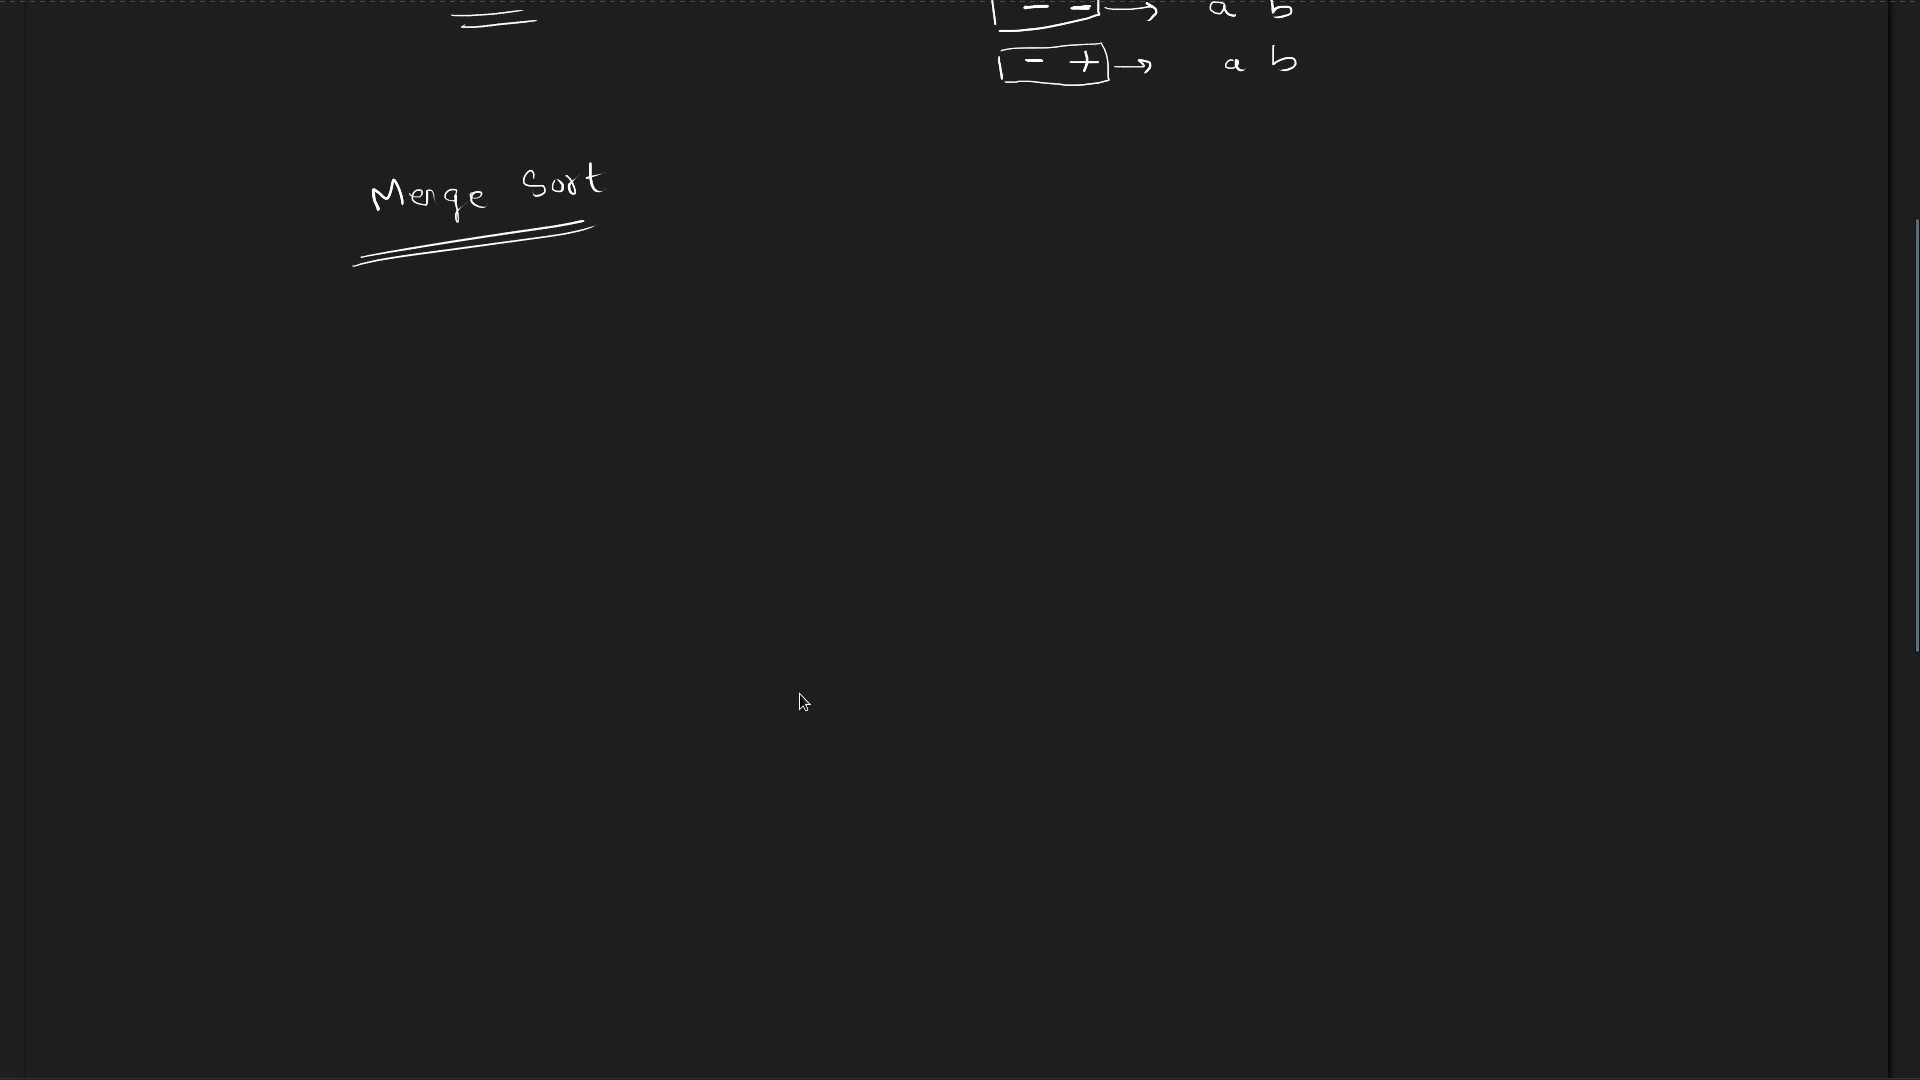 - - → a b
- + → a b
Merge Sort